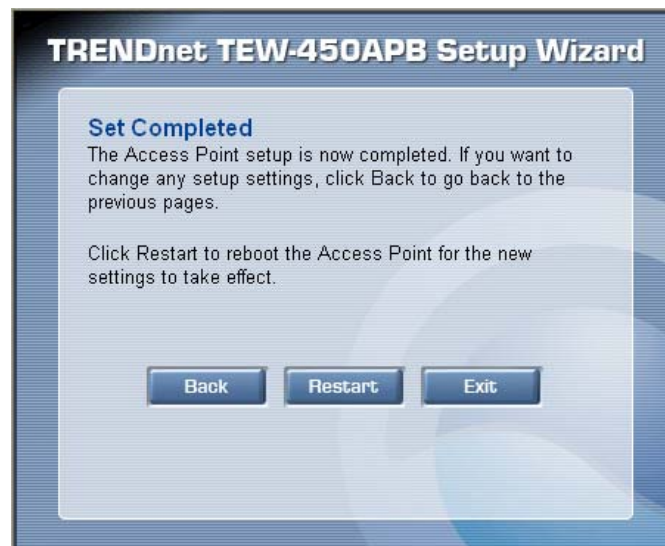 TRENDnet TEW-450APB Setup Wizard
Set Completed
The Access Point setup is now completed. If you want to
change any setup settings, click Back to go back to the
previous pages.
Click Restart to reboot the Access Point for the new
settings to take effect.
Back Restart Exit